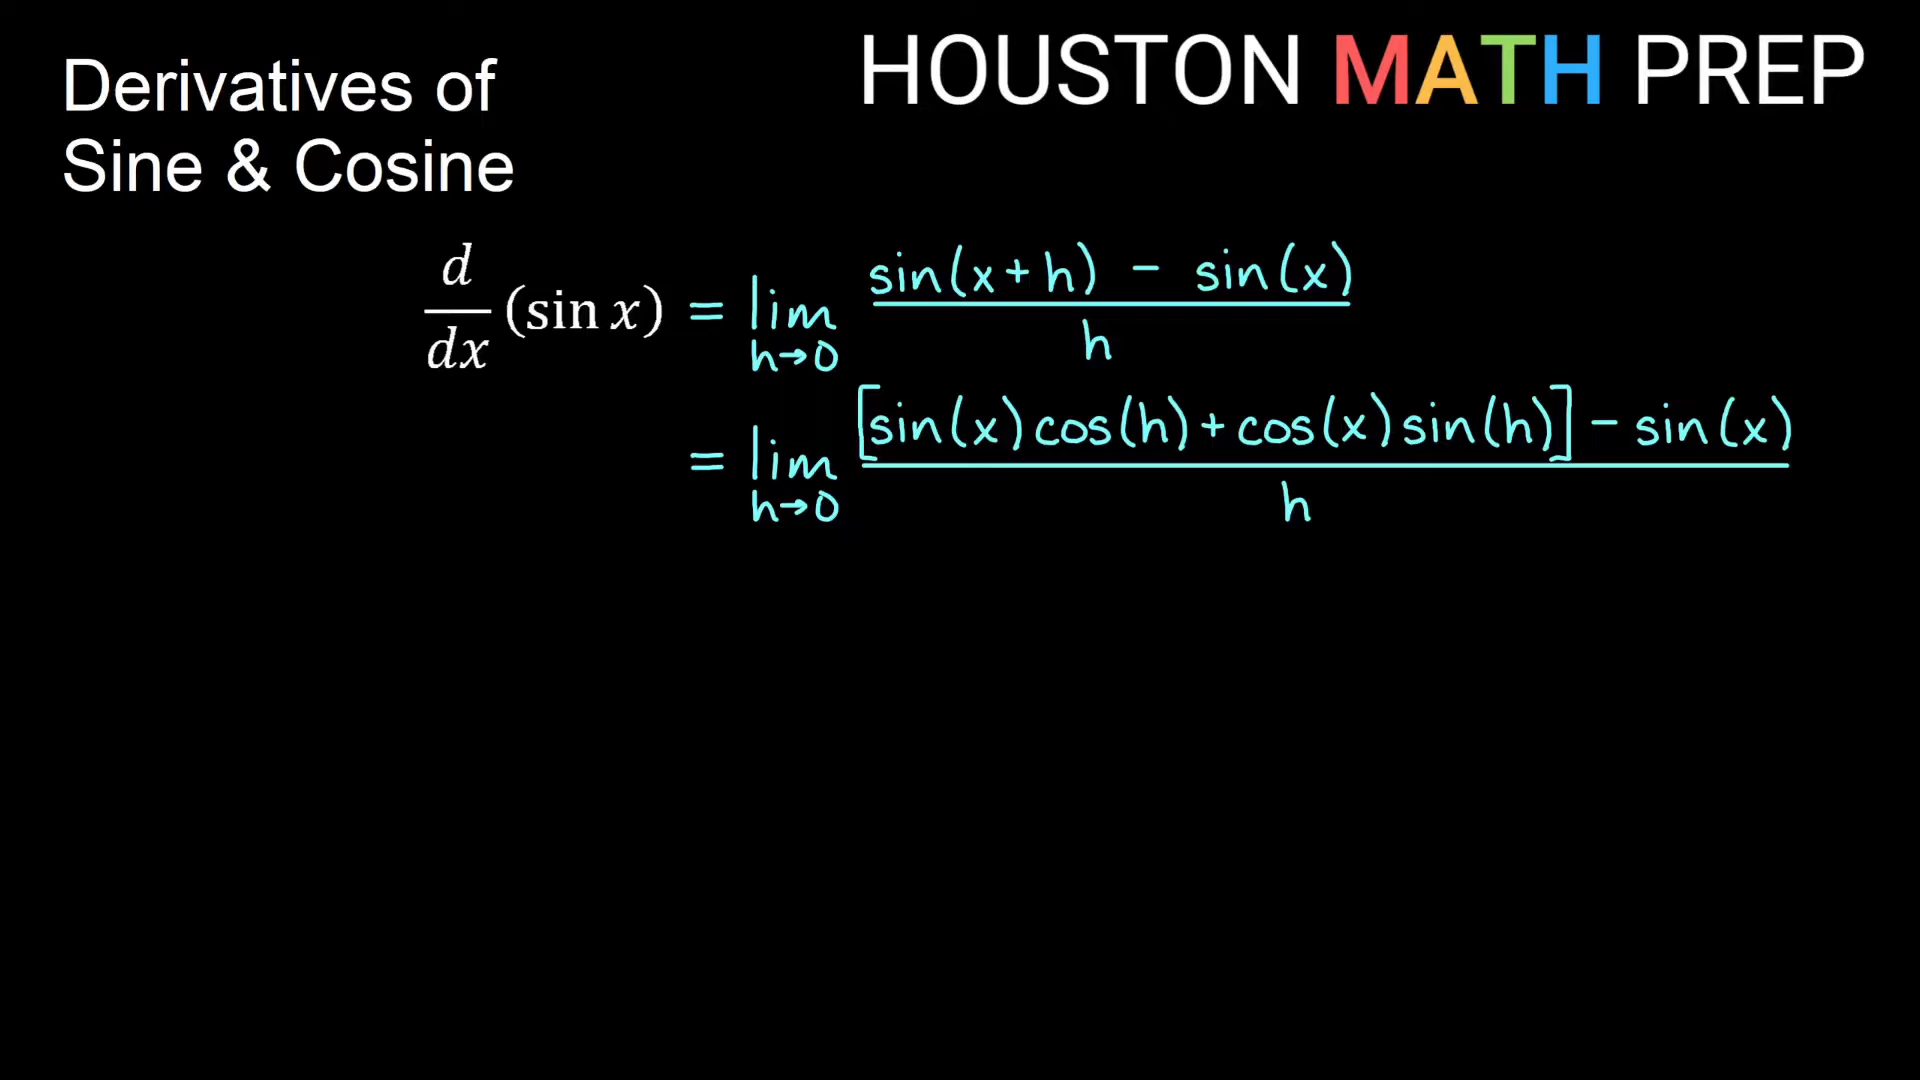 HOUSTON MATH PREP
Derivatives of
Sine & Cosine
d/dx (sin x) = lim h→0 (sin(x+h) - sin(x))/h
= lim h→0 ([sin(x)cos(h)+cos(x)sin(h)] - sin(x))/h